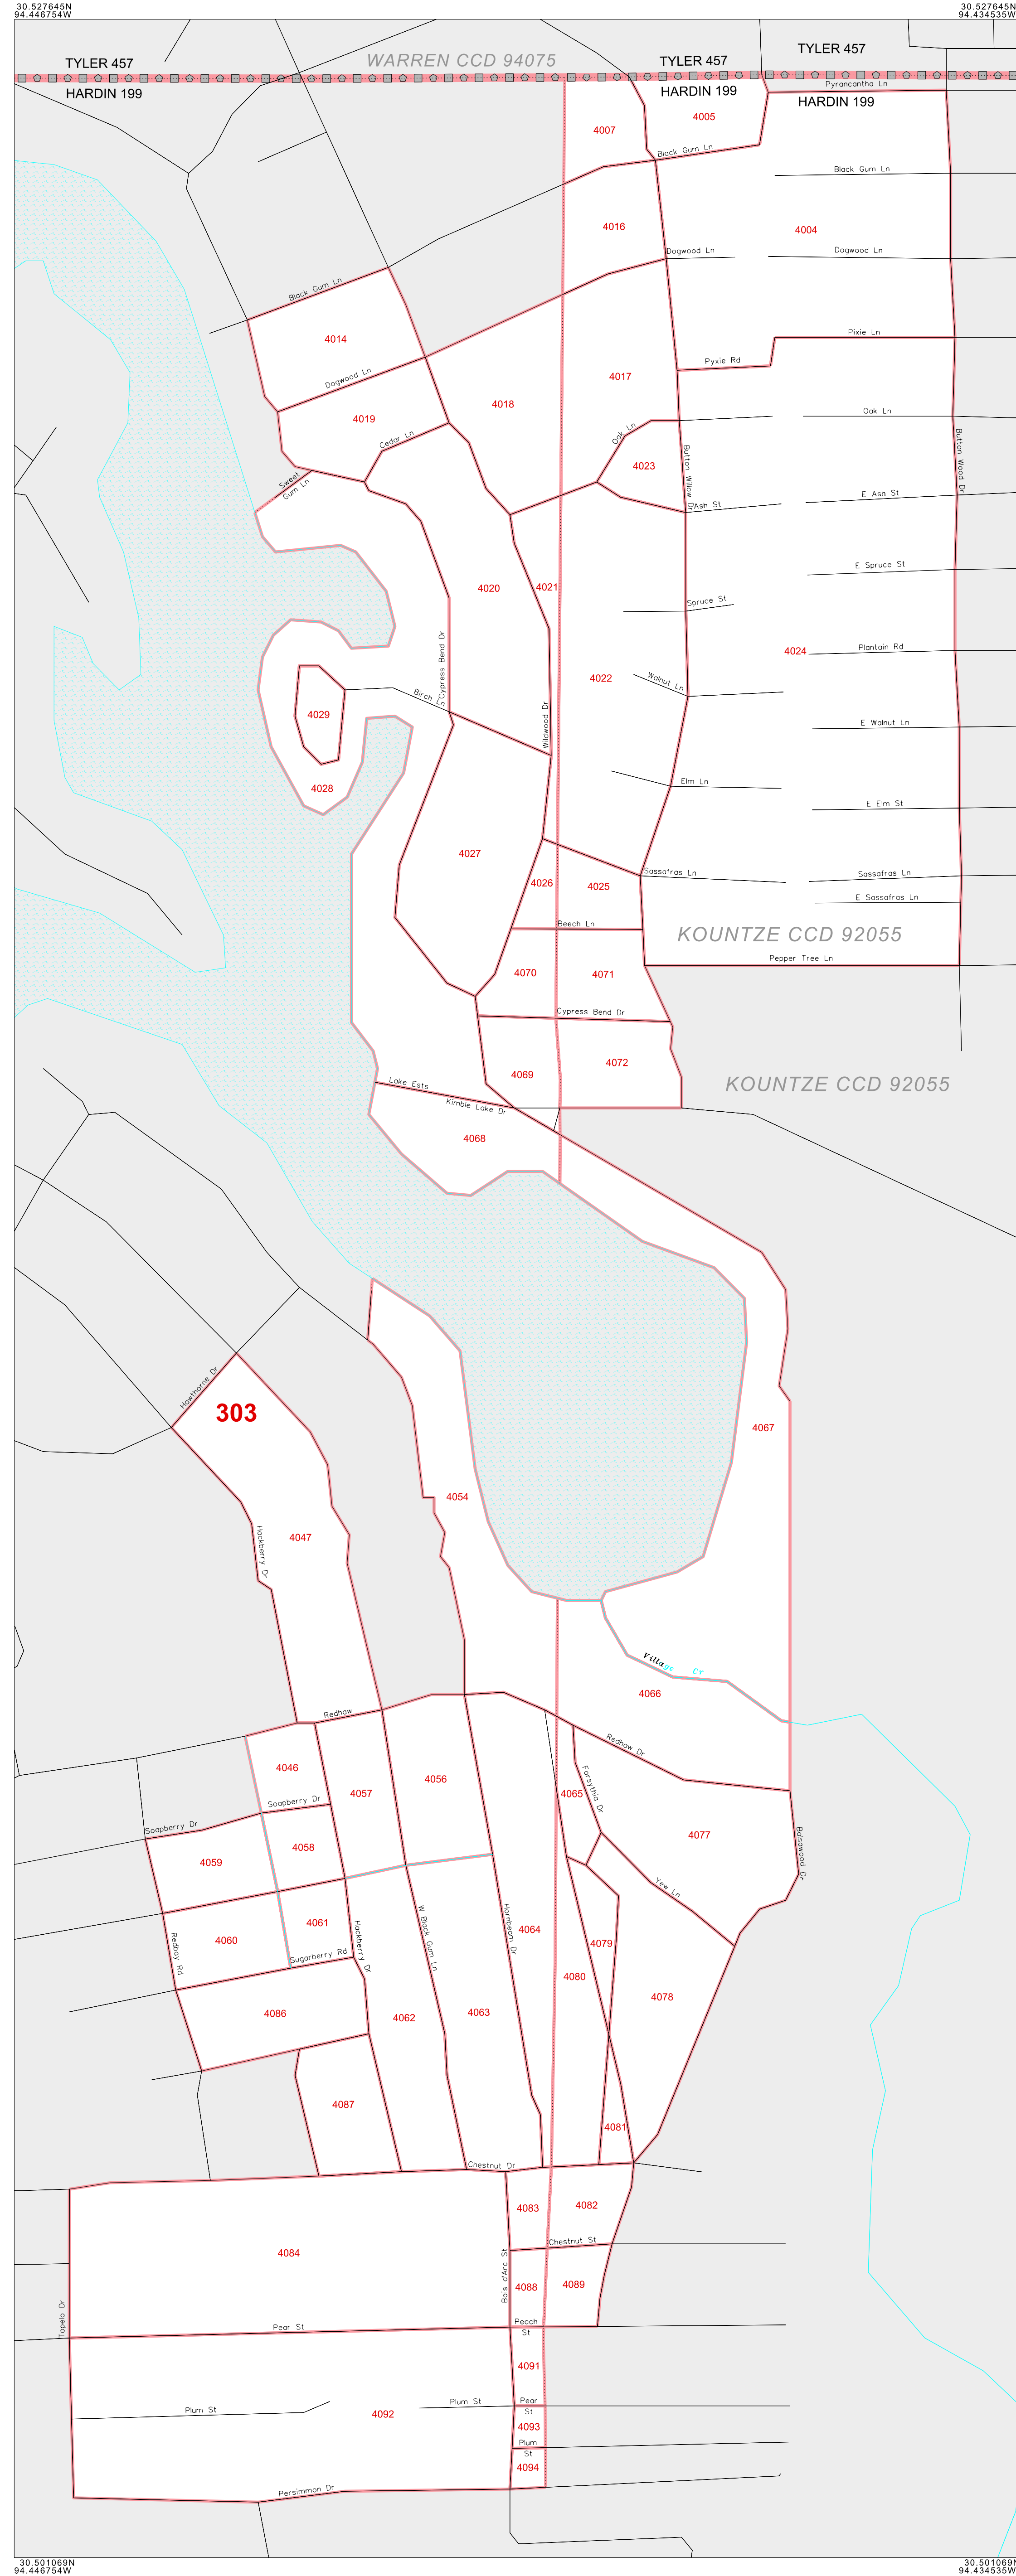 30.527645N
94.446754W
30.527645N
94.434535W
TYLER 457
WARREN CCD 94075
TYLER 457
TYLER 457
HARDIN 199
HARDIN 199
HARDIN 199
Pyrancantha Ln
4005
4007
Black Gum Ln
Black Gum Ln
4016
4004
Dogwood Ln
Dogwood Ln
Black Gum Ln
4014
Pixie Ln
Pyxie Rd
Dogwood Ln
4017
4018
4019
Oak Ln
Oak Ln
Cedar Ln
4023
Button Willow Dr
Button Wood Dr
Sweet
Gum Ln
E Ash St
Ash St
4020
4021
E Spruce St
Spruce St
4024
Plantain Rd
Cypress Bend Dr
4022
Walnut Ln
Birch Ln
4029
Wildwood Dr
E Walnut Ln
4028
Elm Ln
E Elm St
4027
4026
4025
Sassafras Ln
Sassafras Ln
E Sassafras Ln
Beech Ln
KOUNTZE CCD 92055
Pepper Tree Ln
4070
4071
Cypress Bend Dr
4069
4072
KOUNTZE CCD 92055
Lake Ests
Kimble Lake Dr
4068
Hawthorne Dr
303
4067
4054
4047
Hackberry Dr
Village Cr
4066
Redhaw
Redhaw Dr
4046
4057
4056
4065
Forsythia Dr
Soapberry Dr
Soapberry Dr
4077
Balsawood Dr
4058
4059
Yew Ln
4061
W Black Gum Ln
Hornbeam Dr
4064
4060
Redbay Rd
Hackberry Dr
Sugarberry Rd
4079
4080
4078
4086
4062
4063
4087
4081
Chestnut Dr
4083
4082
Chestnut St
4084
Bois d'Arc St
4088
4089
Tapelo Dr
Pear St
Peach
St
4091
Plum St
Plum St
Pear
St
4092
4093
Plum
St
4094
Persimmon Dr
30.501069N
94.446754W
30.501069N
94.434535W